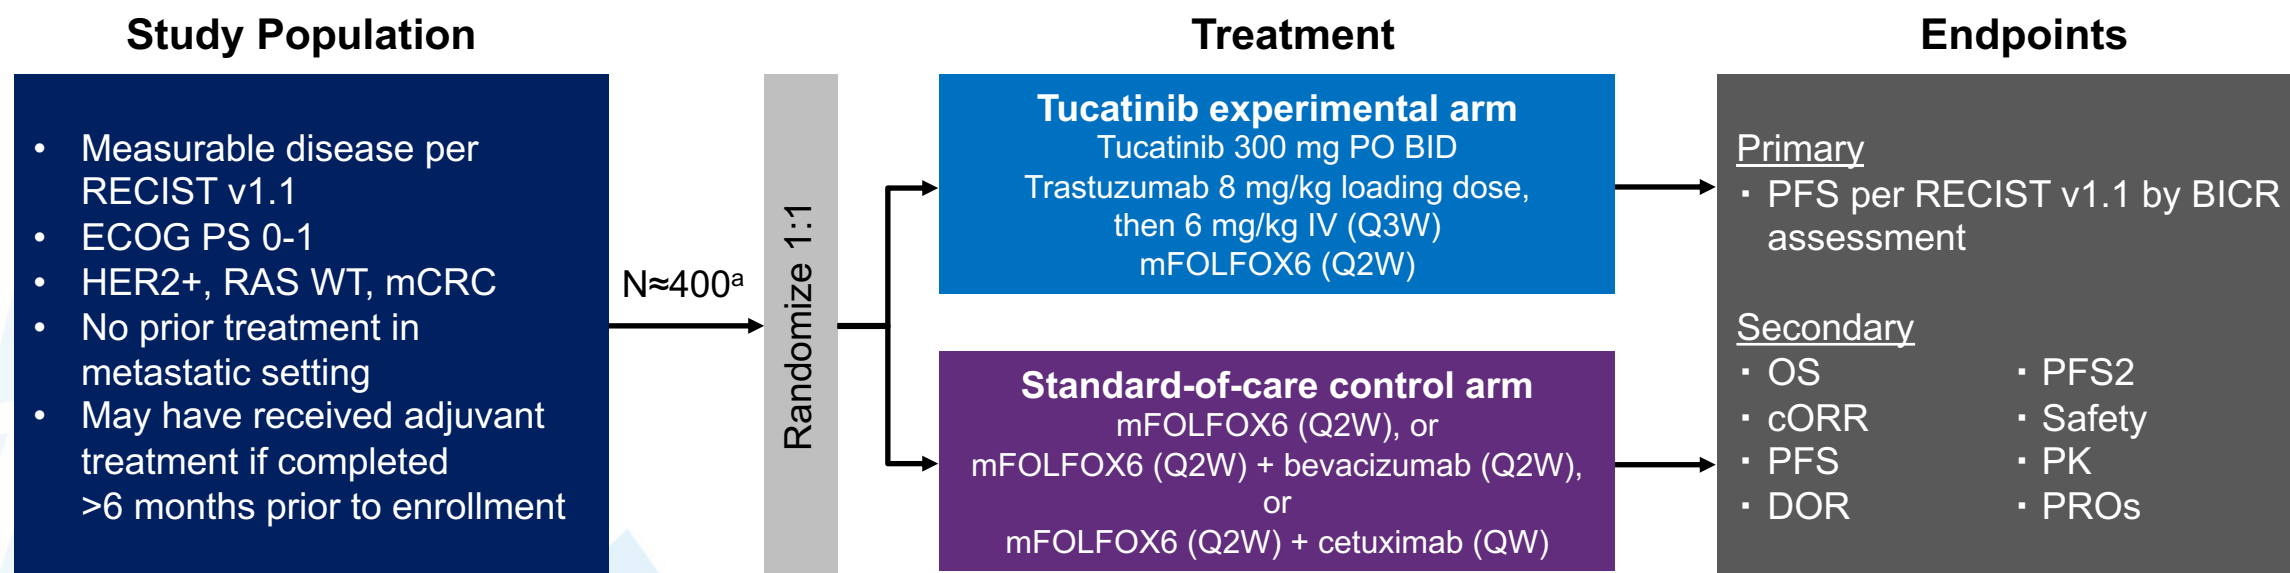 Study Population
• Measurable disease per
RECIST v1.1
• ECOG PS 0-1
• HER2+, RAS WT, mCRC
• No prior treatment in
metastatic setting
• May have received adjuvant
treatment if completed
>6 months prior to enrollment
N≈400ᵃ
Randomize 1:1
Treatment
Tucatinib experimental arm
Tucatinib 300 mg PO BID
Trastuzumab 8 mg/kg loading dose,
then 6 mg/kg IV (Q3W)
mFOLFOX6 (Q2W)
Standard-of-care control arm
mFOLFOX6 (Q2W), or
mFOLFOX6 (Q2W) + bevacizumab (Q2W),
or
mFOLFOX6 (Q2W) + cetuximab (QW)
Endpoints
Primary
▪ PFS per RECIST v1.1 by BICR
assessment
Secondary
▪ OS
▪ cORR
▪ PFS
▪ DOR
▪ PFS2
▪ Safety
▪ PK
▪ PROs